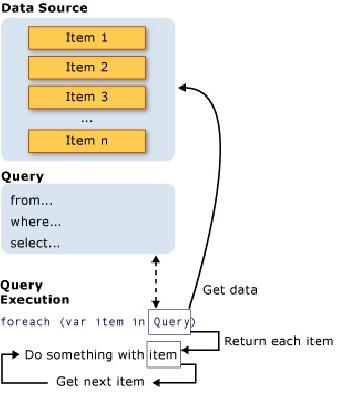 Data Source
Item 1
Item 2
Item 3
...
Item n
Query
from...
where...
select...
Query
Execution
Get data
foreach (var item in Query)
Return each item
Do something with item
Get next item